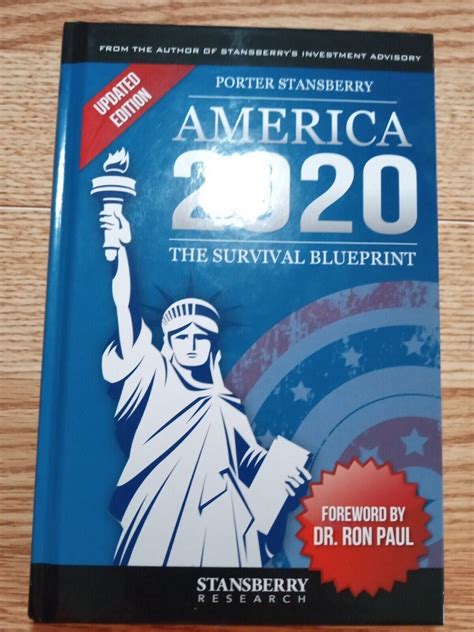 FROM THE AUTHOR OF STANSBERRY'S INVESTMENT ADVISORY
UPDATED
EDITION
PORTER STANSBERRY
AMERICA
2020
THE SURVIVAL BLUEPRINT
FOREWORD BY
DR. RON PAUL
STANSBERRY
RESEARCH